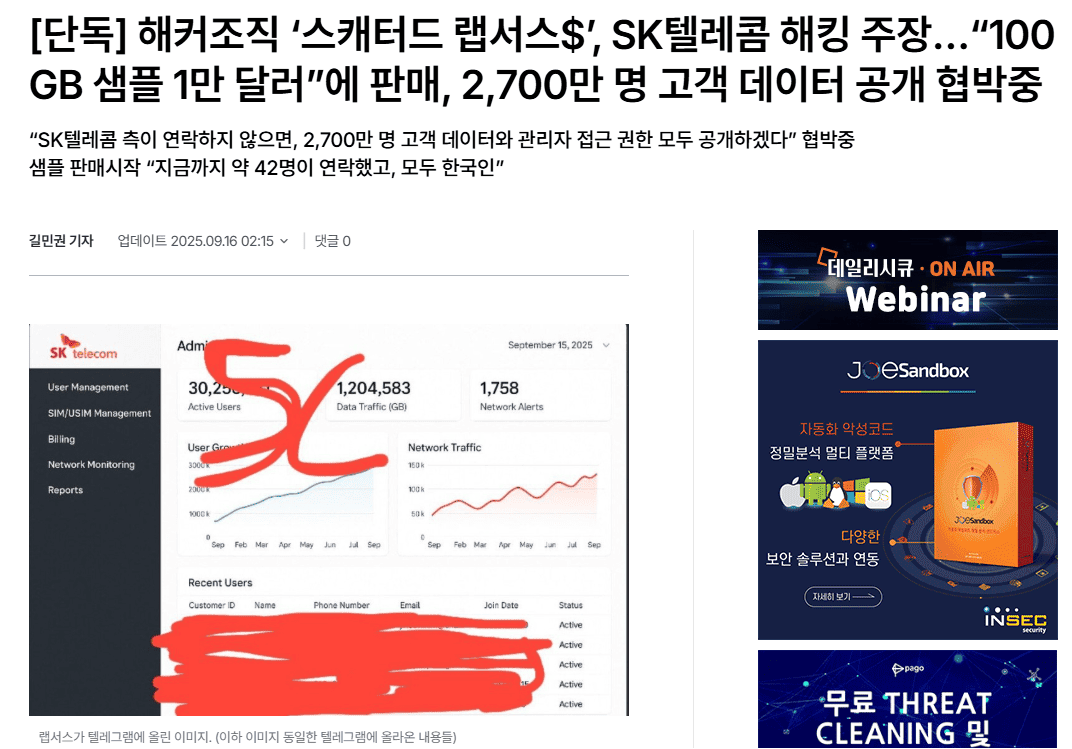 [단독] 해커조직 ‘스캐터드 랩서스$’, SK텔레콤 해킹 주장…“100
GB 샘플 1만 달러”에 판매, 2,700만 명 고객 데이터 공개 협박중
“SK텔레콤 측이 연락하지 않으면, 2,700만 명 고객 데이터와 관리자 접근 권한 모두 공개하겠다” 협박중
샘플 판매시작 “지금까지 약 42명이 연락했고, 모두 한국인”
길민권 기자 업데이트 2025.09.16 02:15 댓글 0
SK telecom
User Management
SIM/USIM Management
Billing
Network Monitoring
Reports
September 15, 2025
Active Users
1,204,583
Data Traffic (GB)
1,758
Network Alerts
User
3000k
2000k
1000k
0
Sep Feb Mar Apr May Jun Jul Sep
Network Traffic
150k
100k
50k
0
Sep Feb Mar Apr May Jun Jul Sep
Recent Users
Customer ID Name Phone Number Email Join Date Status
Active
Active
Active
Active
Active
랩서스가 텔레그램에 올린 이미지. (이하 이미지 동일한 텔레그램에 올라온 내용들)
데일리시큐 · ON AIR
Webinar
JOESandbox
자동화 악성코드
정밀분석 멀티 플랫폼
iOS
JOESandbox
다양한
보안 솔루션과 연동
자세히 보기
INSEC
security
pago
무료 THREAT
CLEANING 및